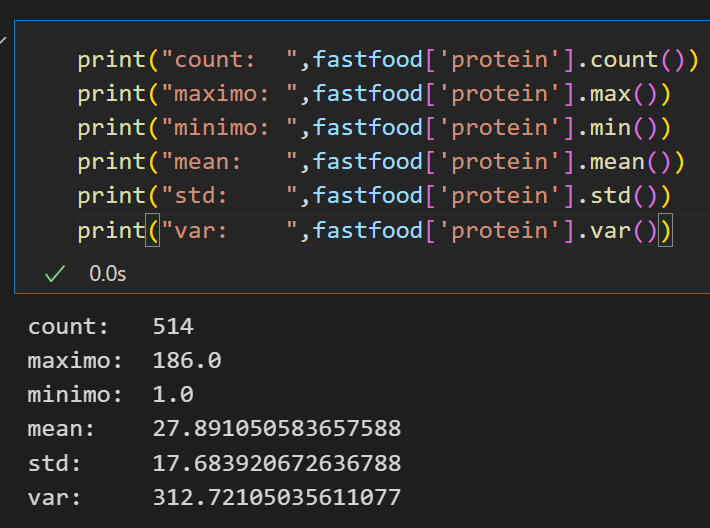 print("count:  ",fastfood['protein'].count())
print("maximo: ",fastfood['protein'].max())
print("minimo: ",fastfood['protein'].min())
print("mean:   ",fastfood['protein'].mean())
print("std:    ",fastfood['protein'].std())
print("var:    ",fastfood['protein'].var())
0.0s
count:   514
maximo:  186.0
minimo:  1.0
mean:    27.891050583657588
std:     17.683920672636788
var:     312.72105035611077